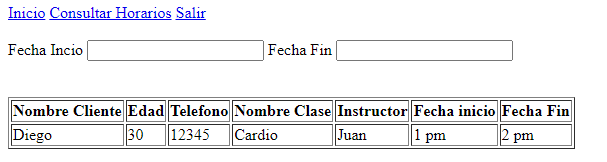 Inicio Consultar Horarios Salir
Fecha Incio Fecha Fin
Nombre Cliente Edad Telefono Nombre Clase Instructor Fecha inicio Fecha Fin
Diego 30 12345 Cardio Juan 1 pm 2 pm